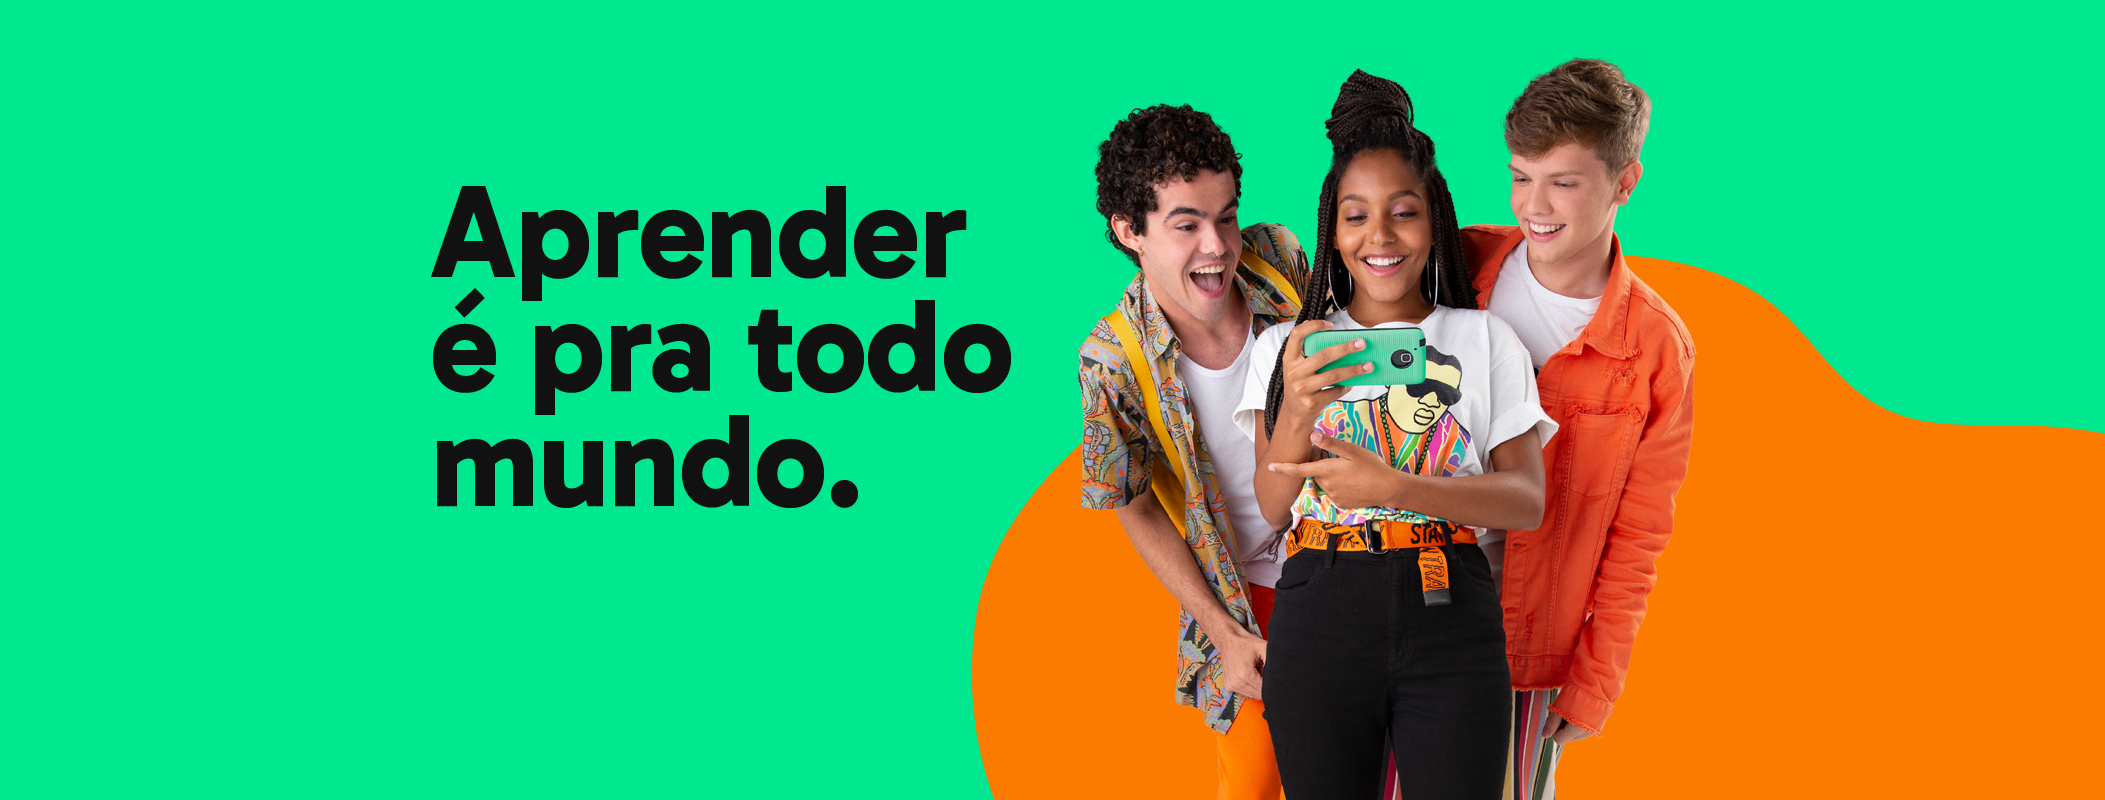 Aprender
é pra todo
mundo.